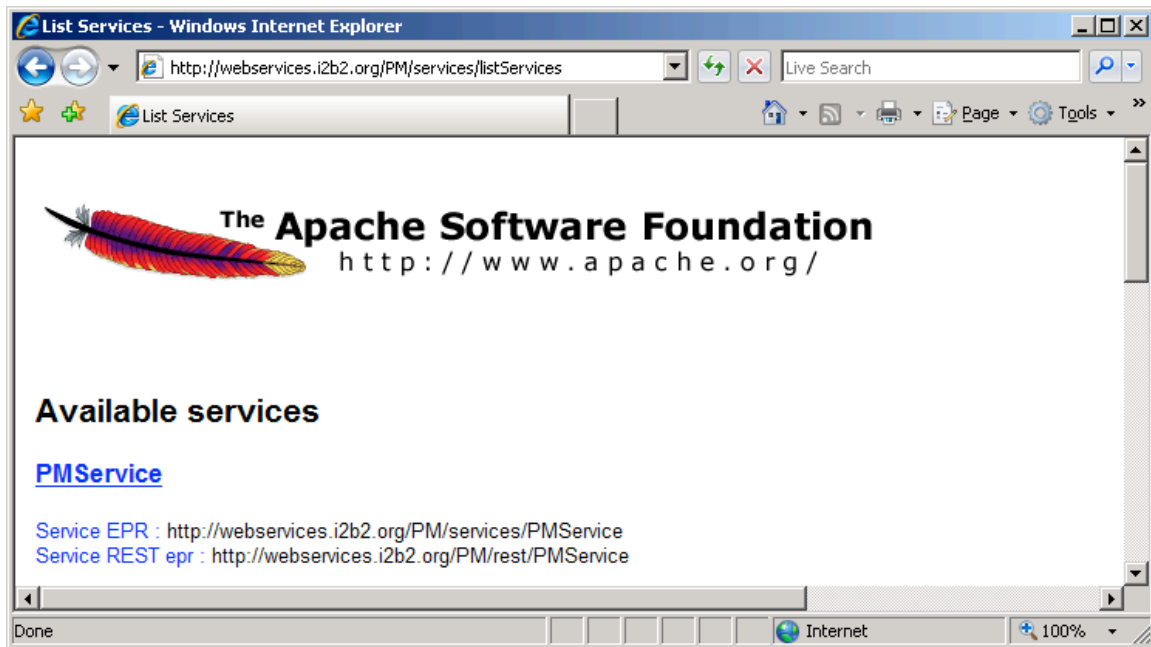 List Services - Windows Internet Explorer
http://webservices.i2b2.org/PM/services/listServices
Live Search
List Services
Page
Tools
»
The Apache Software Foundation
http://www.apache.org/
Available services
PMService
Service EPR : http://webservices.i2b2.org/PM/services/PMService
Service REST epr : http://webservices.i2b2.org/PM/rest/PMService
Done
Internet
100%